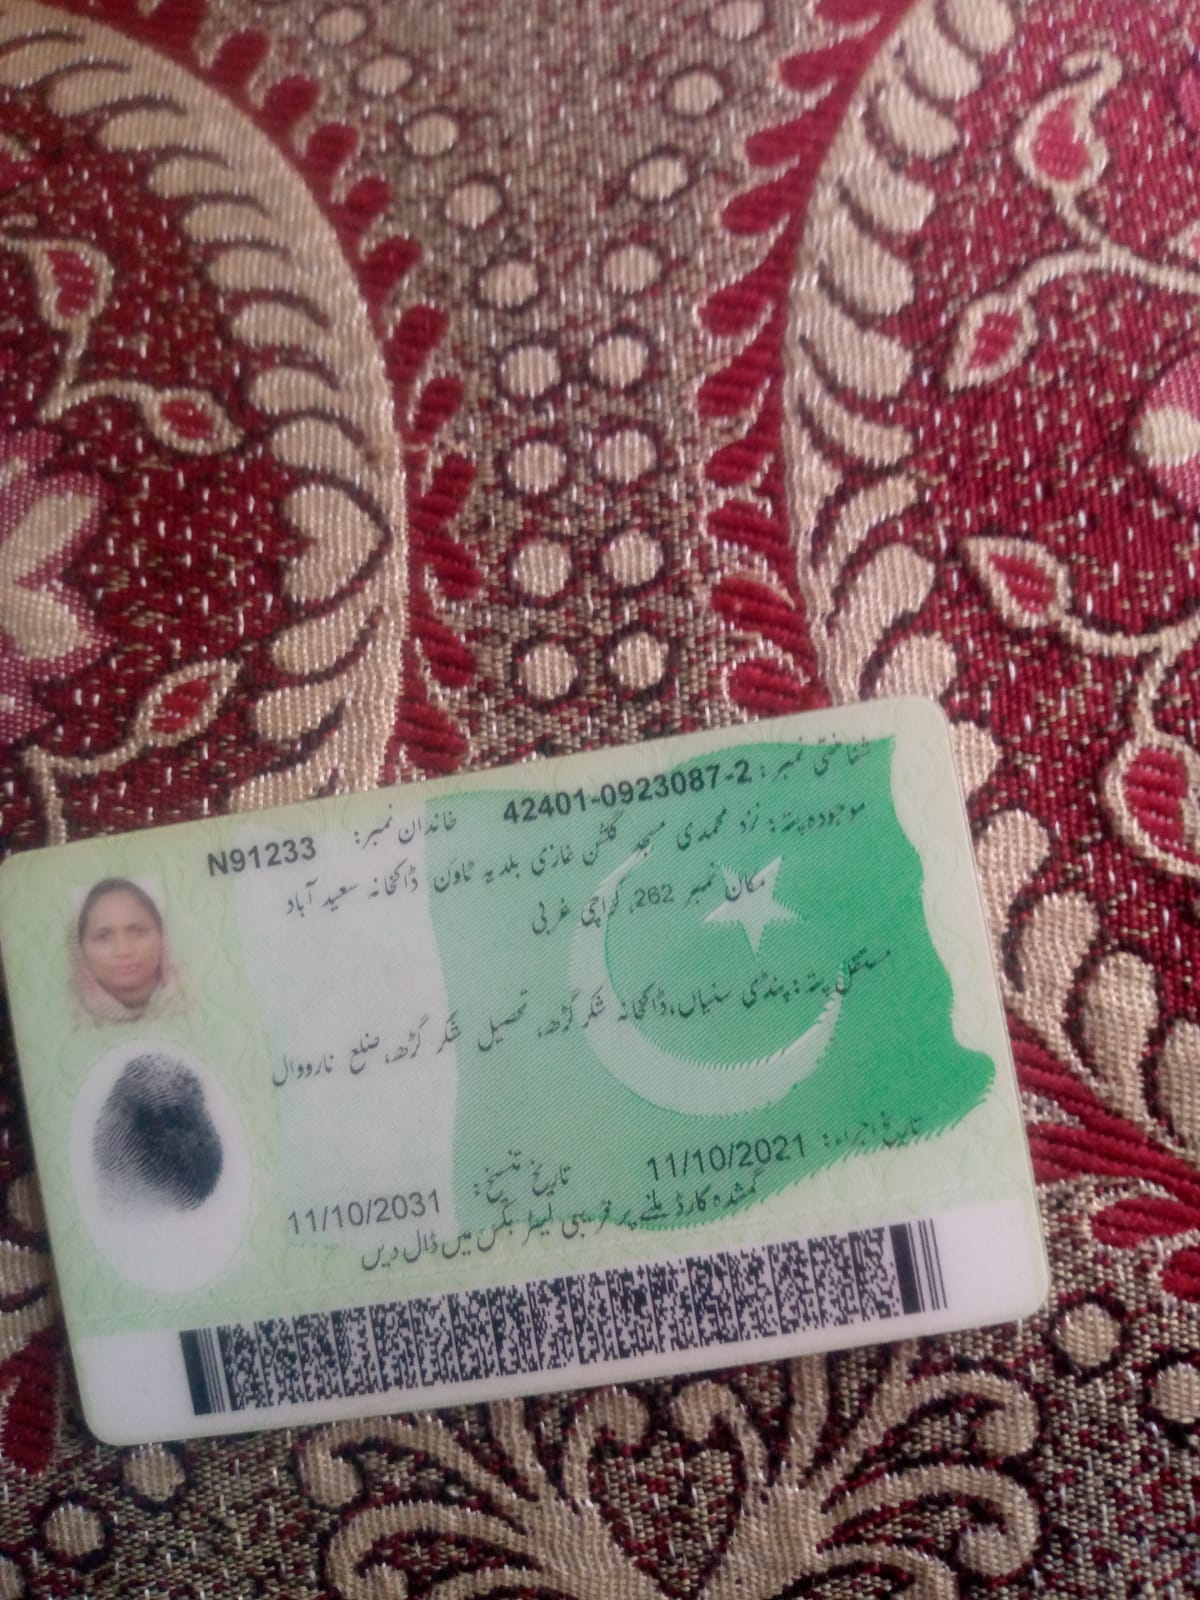 شناختی نمبر: 42401-0923087-2 خاندان نمبر: N91233
موجودہ پتہ: نزد محمدی مسجد گلشن غازی بلدیہ ٹاؤن ڈاکخانہ سعید آباد
مکان نمبر 262، کراچی غربی
مستقل پتہ: پنڈی سنیاں، ڈاکخانہ شکر گڑھ، تحصیل شکر گڑھ، ضلع نارووال
تاریخ اجراء: 11/10/2021 تاریخ تنسیخ: 11/10/2031
گمشدہ کارڈ ملنے پر قریبی لیٹر بکس میں ڈال دیں